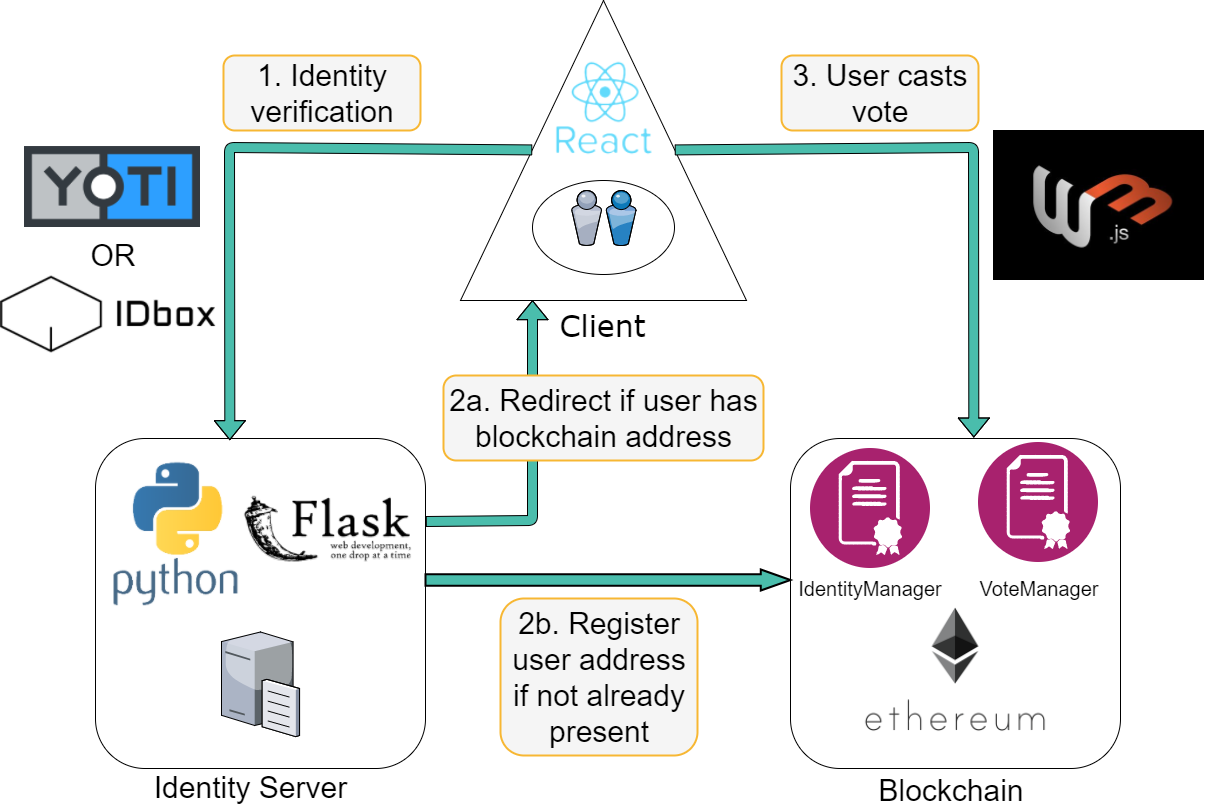 1. Identity
verification
React
3. User casts
vote
YOTI
OR
IDbox
wm
.js
Client
2a. Redirect if user has
blockchain address
python
Flask
web development,
one drop at a time
IdentityManager
VoteManager
2b. Register
user address
if not already
present
ethereum
Identity Server
Blockchain